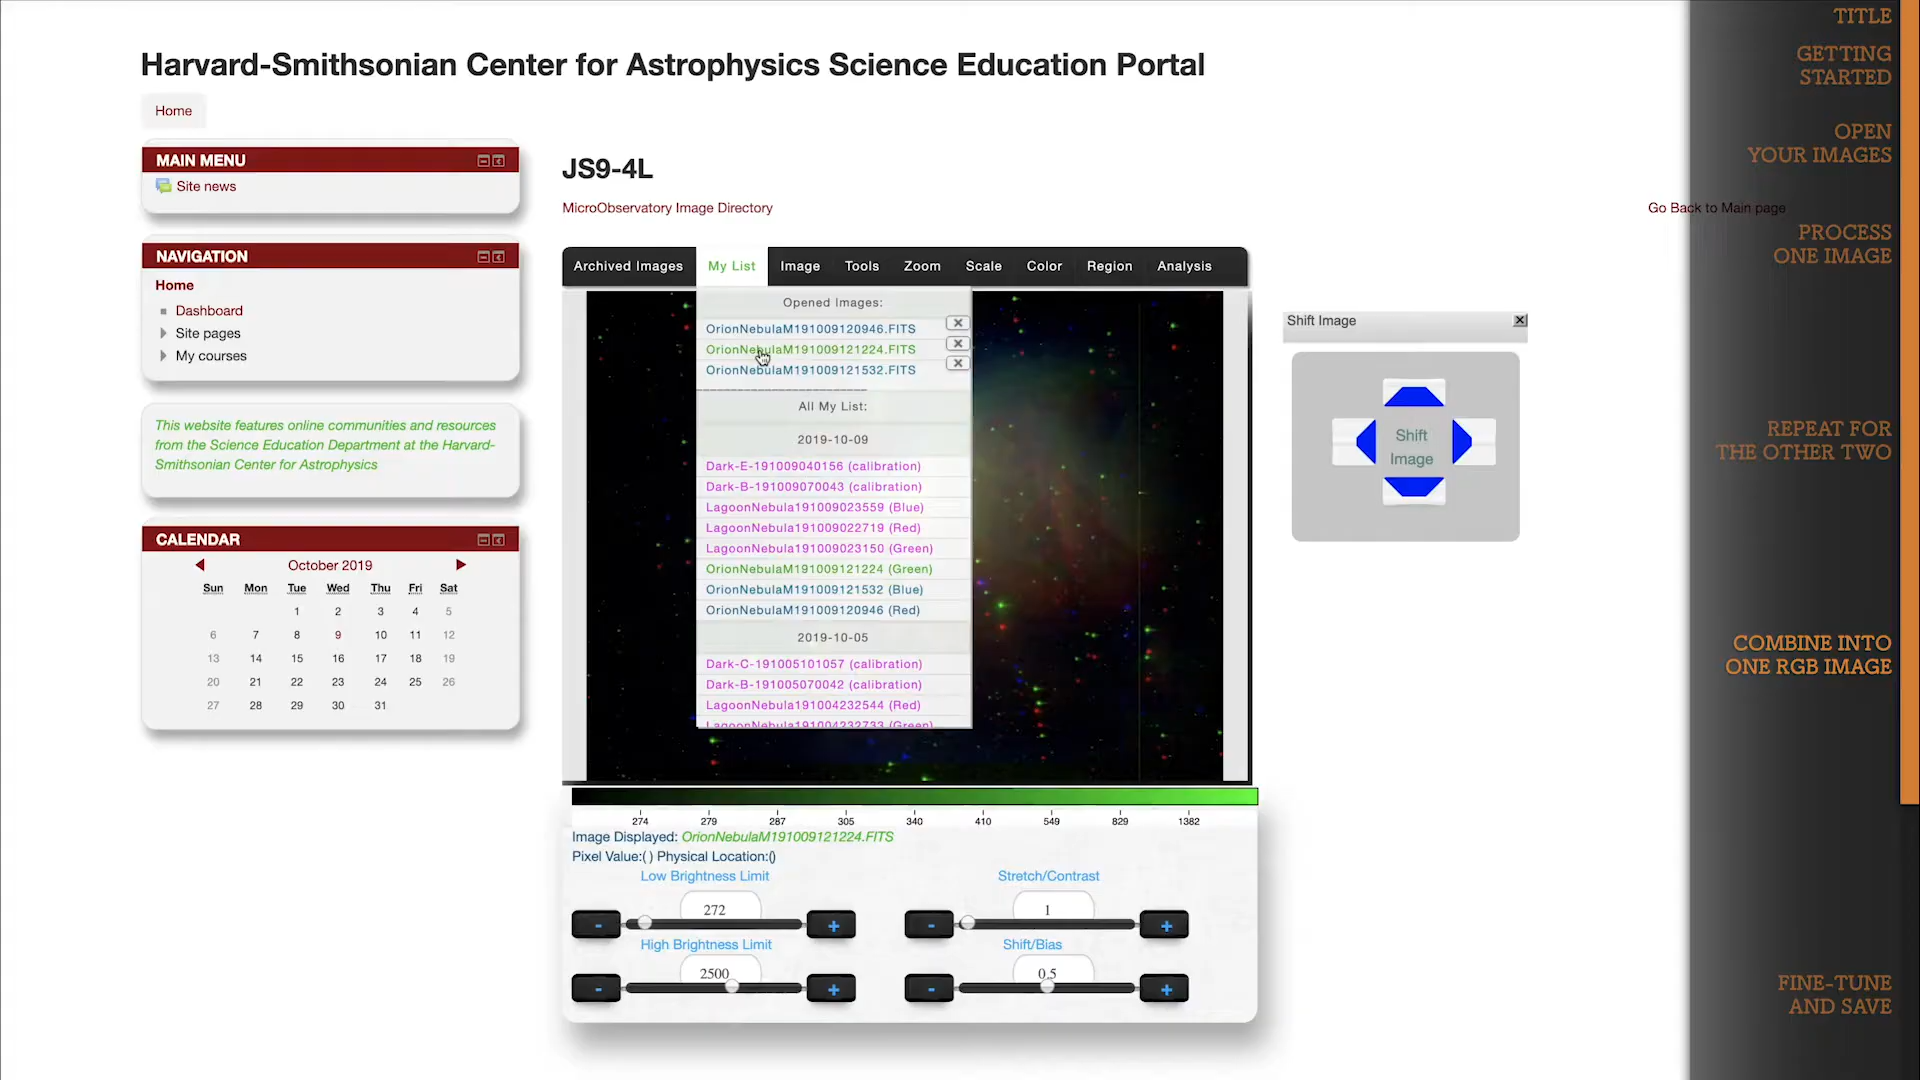 Harvard-Smithsonian Center for Astrophysics Science Education Portal
Home
MAIN MENU
Site news
NAVIGATION
Home
Dashboard
Site pages
My courses
This website features online communities and resources
from the Science Education Department at the Harvard-
Smithsonian Center for Astrophysics
CALENDAR
October 2019
Sun Mon Tue Wed Thu Fri Sat
1 2 3 4 5
6 7 8 9 10 11 12
13 14 15 16 17 18 19
20 21 22 23 24 25 26
27 28 29 30 31
JS9-4L
MicroObservatory Image Directory
Go Back to Main page
Archived Images My List Image Tools Zoom Scale Color Region Analysis
Opened Images:
OrionNebulaM191009120946.FITS
OrionNebulaM191009121224.FITS
OrionNebulaM191009121532.FITS
All My List:
2019-10-09
Dark-E-191009040156 (calibration)
Dark-B-191009070043 (calibration)
LagoonNebula191009023559 (Blue)
LagoonNebula191009022719 (Red)
LagoonNebula191009023150 (Green)
OrionNebulaM191009121224 (Green)
OrionNebulaM191009121532 (Blue)
OrionNebulaM191009120946 (Red)
2019-10-05
Dark-C-191005101057 (calibration)
Dark-B-191005070042 (calibration)
LagoonNebula191004232544 (Red)
LagoonNebula191004232733 (Green)
274 279 287 305 340 410 549 829 1382
Image Displayed: OrionNebulaM191009121224.FITS
Pixel Value:( ) Physical Location:()
Low Brightness Limit
272
- +
High Brightness Limit
2500
- +
Stretch/Contrast
1
- +
Shift/Bias
0.5
- +
Shift Image
Shift
Image
TITLE
GETTING
STARTED
OPEN
YOUR IMAGES
PROCESS
ONE IMAGE
REPEAT FOR
THE OTHER TWO
COMBINE INTO
ONE RGB IMAGE
FINE-TUNE
AND SAVE